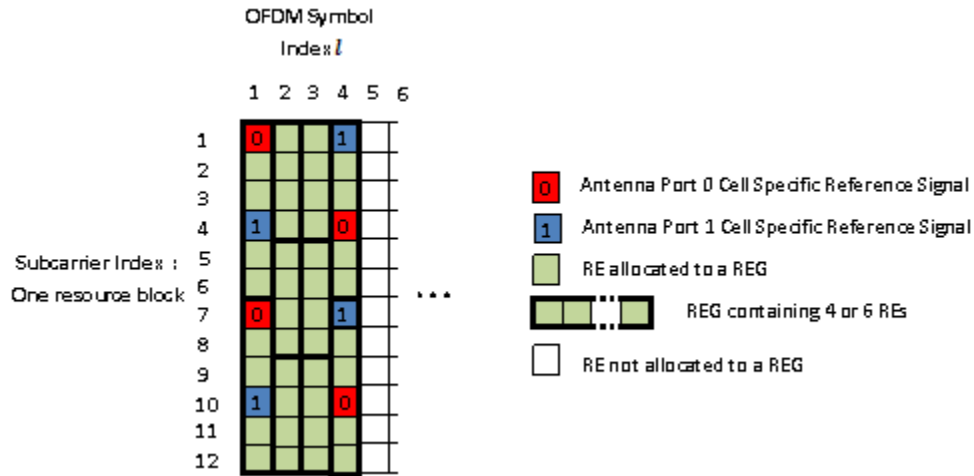 OFDM Symbol
Index l
1 2 3 4 5 6
1 0 1
2
3
4 1 0
5
Subcarrier Index :
6
One resource block
7 0 1
8
9
10 1 0
11
12
...
0 Antenna Port 0 Cell Specific Reference Signal
1 Antenna Port 1 Cell Specific Reference Signal
RE allocated to a REG
REG containing 4 or 6 REs
RE not allocated to a REG